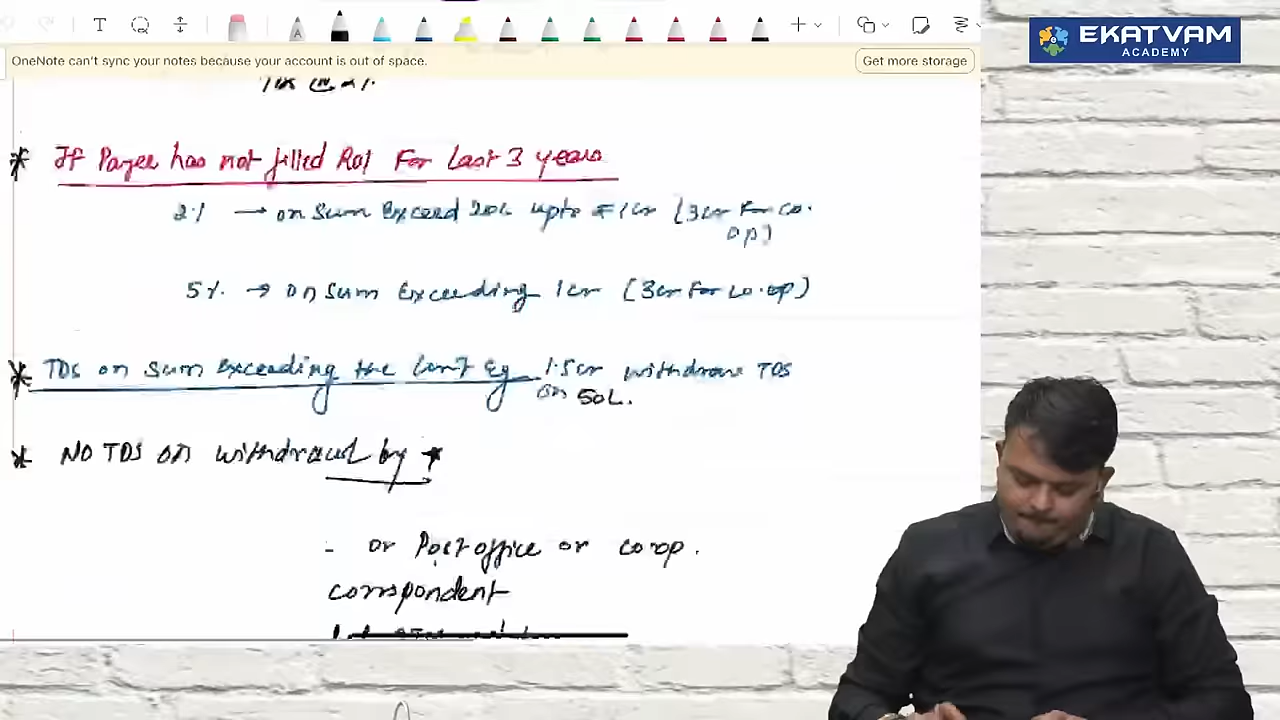 T
A
EKATVAM
ACADEMY
OneNote can't sync your notes because your account is out of space.
Get more storage
* If Payee has not filled ROI For Last 3 years
2% → on sum Exceed 20L upto 1cr (3cr For co.
op)
5% → on sum exceeding 1cr (3cr For co.op)
* TDS on sum exceeding the limit Eg 1.5cr withdraw TDS
on 50L.
* NO TDS on withdrawl by
- or Post office or co.op.
correspondent